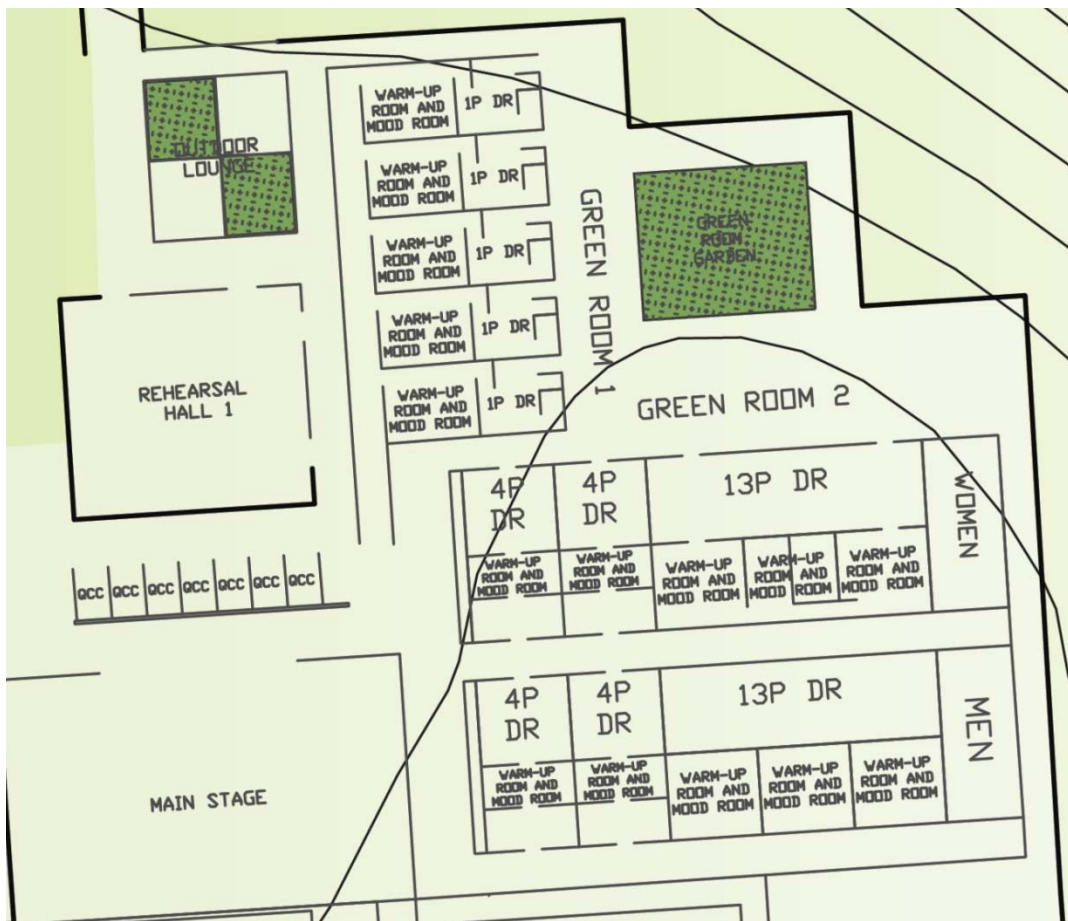 OUTDOOR
LOUNGE
WARM-UP
ROOM AND
MOOD ROOM
1P DR
WARM-UP
ROOM AND
MOOD ROOM
1P DR
WARM-UP
ROOM AND
MOOD ROOM
1P DR
WARM-UP
ROOM AND
MOOD ROOM
1P DR
WARM-UP
ROOM AND
MOOD ROOM
1P DR
GREEN ROOM 1
GREEN
ROOM
GARDEN
REHEARSAL
HALL 1
GREEN ROOM 2
4P
DR
4P
DR
13P DR
WOMEN
WARM-UP
ROOM AND
MOOD ROOM
WARM-UP
ROOM AND
MOOD ROOM
WARM-UP
ROOM AND
MOOD ROOM
WARM-UP
ROOM AND
MOOD ROOM
WARM-UP
ROOM AND
MOOD ROOM
QCC QCC QCC QCC QCC QCC QCC
4P
DR
4P
DR
13P DR
MEN
WARM-UP
ROOM AND
MOOD ROOM
WARM-UP
ROOM AND
MOOD ROOM
WARM-UP
ROOM AND
MOOD ROOM
WARM-UP
ROOM AND
MOOD ROOM
WARM-UP
ROOM AND
MOOD ROOM
MAIN STAGE